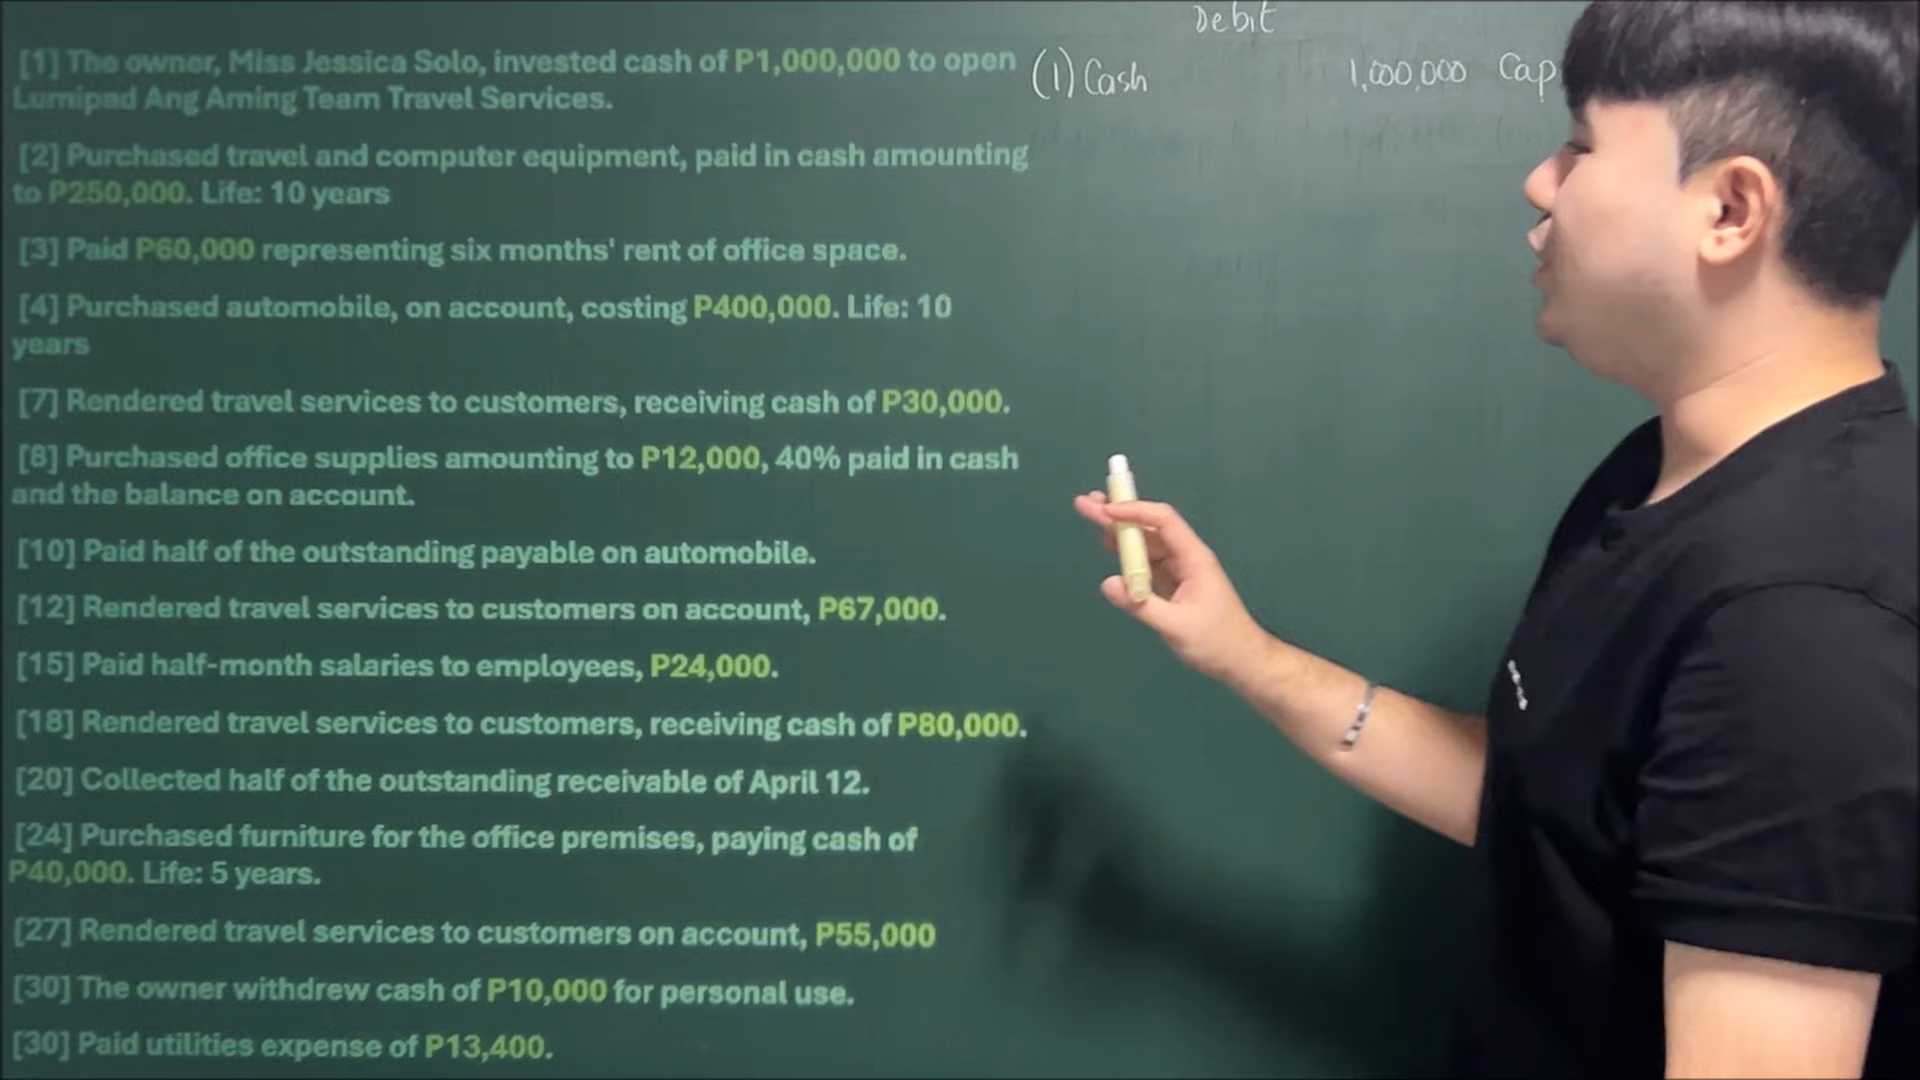 Debit
[1] The owner, Miss Jessica Solo, invested cash of P1,000,000 to open
Lumipad Ang Aming Team Travel Services.
(1) Cash 1,000,000 Cap
[2] Purchased travel and computer equipment, paid in cash amounting
to P250,000. Life: 10 years
[3] Paid P60,000 representing six months' rent of office space.
[4] Purchased automobile, on account, costing P400,000. Life: 10
years
[7] Rendered travel services to customers, receiving cash of P30,000.
[8] Purchased office supplies amounting to P12,000, 40% paid in cash
and the balance on account.
[10] Paid half of the outstanding payable on automobile.
[12] Rendered travel services to customers on account, P67,000.
[15] Paid half-month salaries to employees, P24,000.
[18] Rendered travel services to customers, receiving cash of P80,000.
[20] Collected half of the outstanding receivable of April 12.
[24] Purchased furniture for the office premises, paying cash of
P40,000. Life: 5 years.
[27] Rendered travel services to customers on account, P55,000
[30] The owner withdrew cash of P10,000 for personal use.
[30] Paid utilities expense of P13,400.